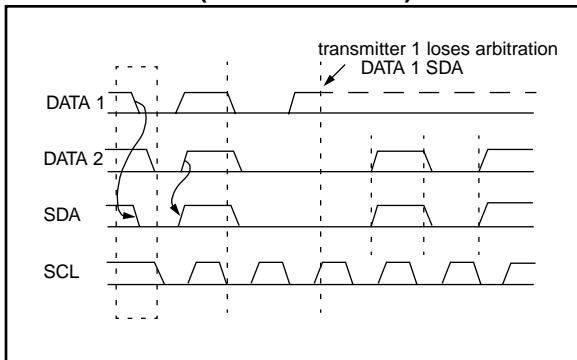 transmitter 1 loses arbitration
DATA 1 SDA
DATA 1
DATA 2
SDA
SCL